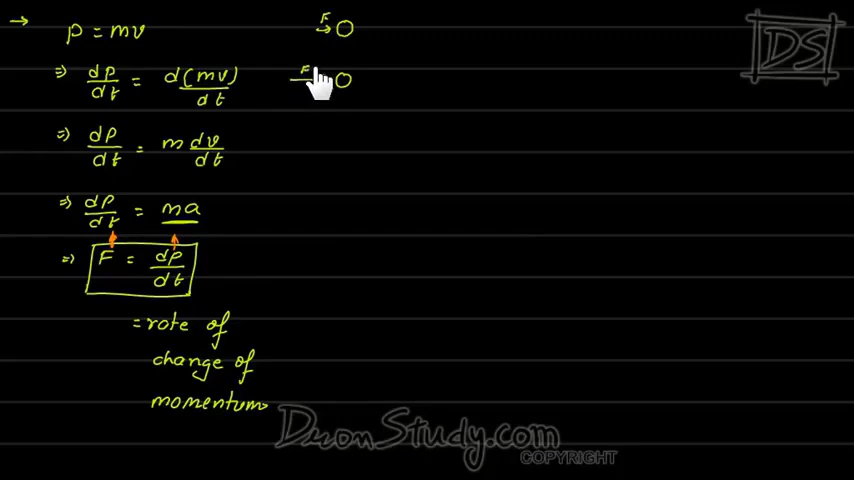 → p = mv
F
⇒ dp/dt = d(mv)/dt
F
⇒ dp/dt = m dv/dt
⇒ dp/dt = ma
⇒ F = dp/dt
= rate of
change of
momentum
DronStudy.com
COPYRIGHT
DS